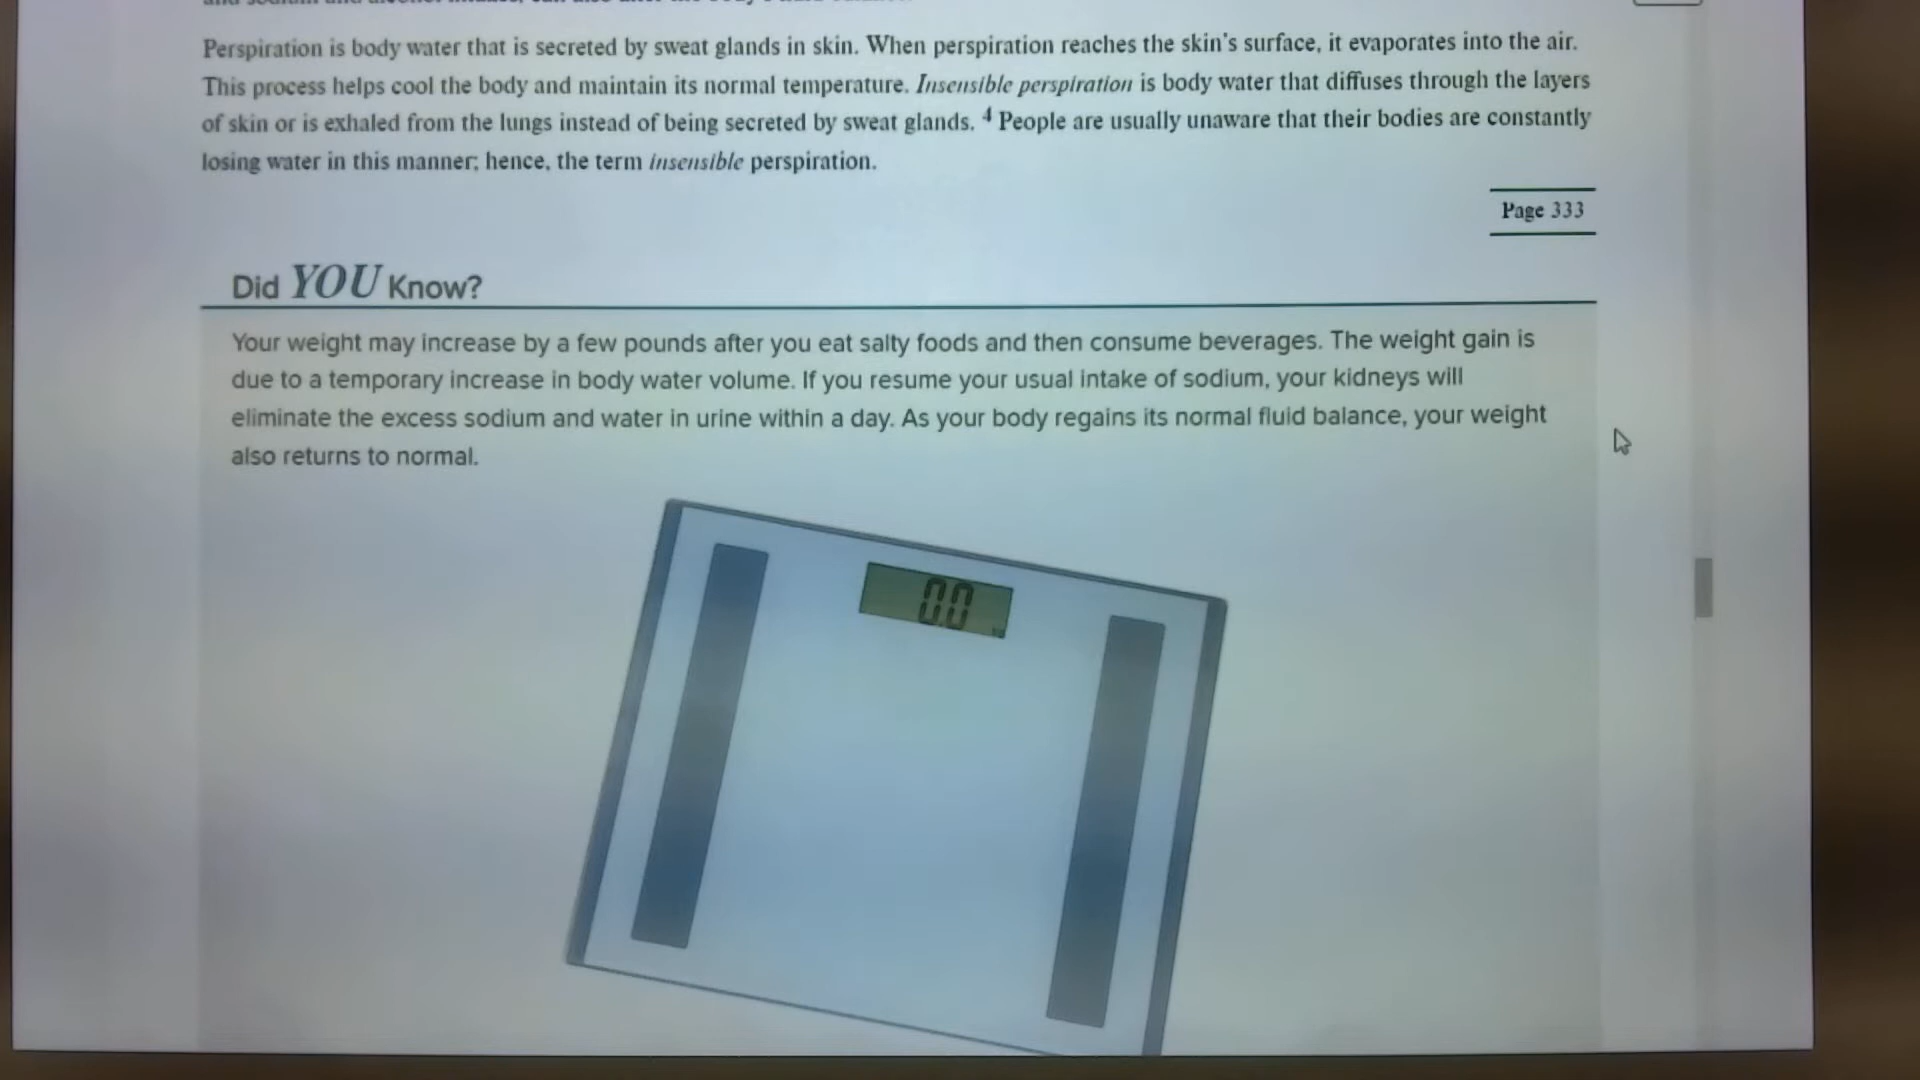 Perspiration is body water that is secreted by sweat glands in skin. When perspiration reaches the skin's surface, it evaporates into the air.
This process helps cool the body and maintain its normal temperature. Insensible perspiration is body water that diffuses through the layers
of skin or is exhaled from the lungs instead of being secreted by sweat glands. 4 People are usually unaware that their bodies are constantly
losing water in this manner; hence, the term insensible perspiration.
Page 333
Did YOU Know?
Your weight may increase by a few pounds after you eat salty foods and then consume beverages. The weight gain is
due to a temporary increase in body water volume. If you resume your usual intake of sodium, your kidneys will
eliminate the excess sodium and water in urine within a day. As your body regains its normal fluid balance, your weight
also returns to normal.
0.0